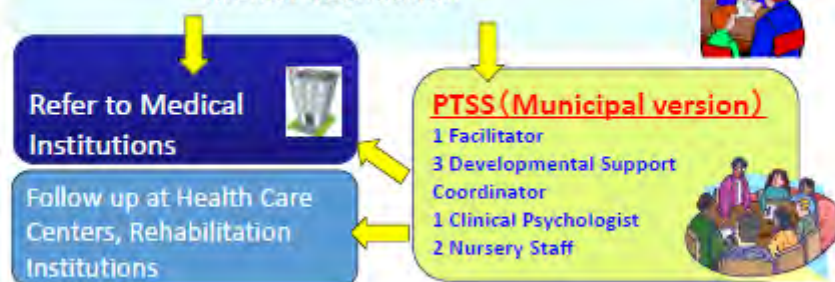 Refer to Medical
Institutions
Follow up at Health Care
Centers, Rehabilitation
Institutions
PTSS(Municipal version)
1 Facilitator
3 Developmental Support
Coordinator
1 Clinical Psychologist
2 Nursery Staff